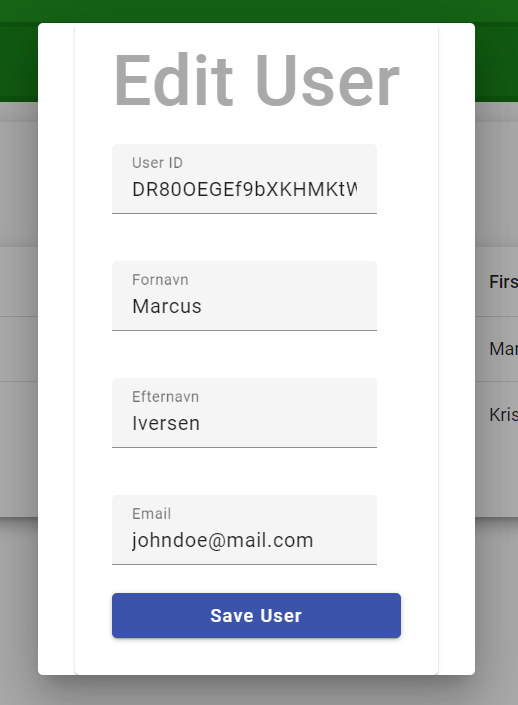 Edit User
User ID
DR80OEGEf9bXKHMKtW
Fornavn
Marcus
Firs
Mar
Efternavn
Iversen
Kris
Email
johndoe@mail.com
Save User